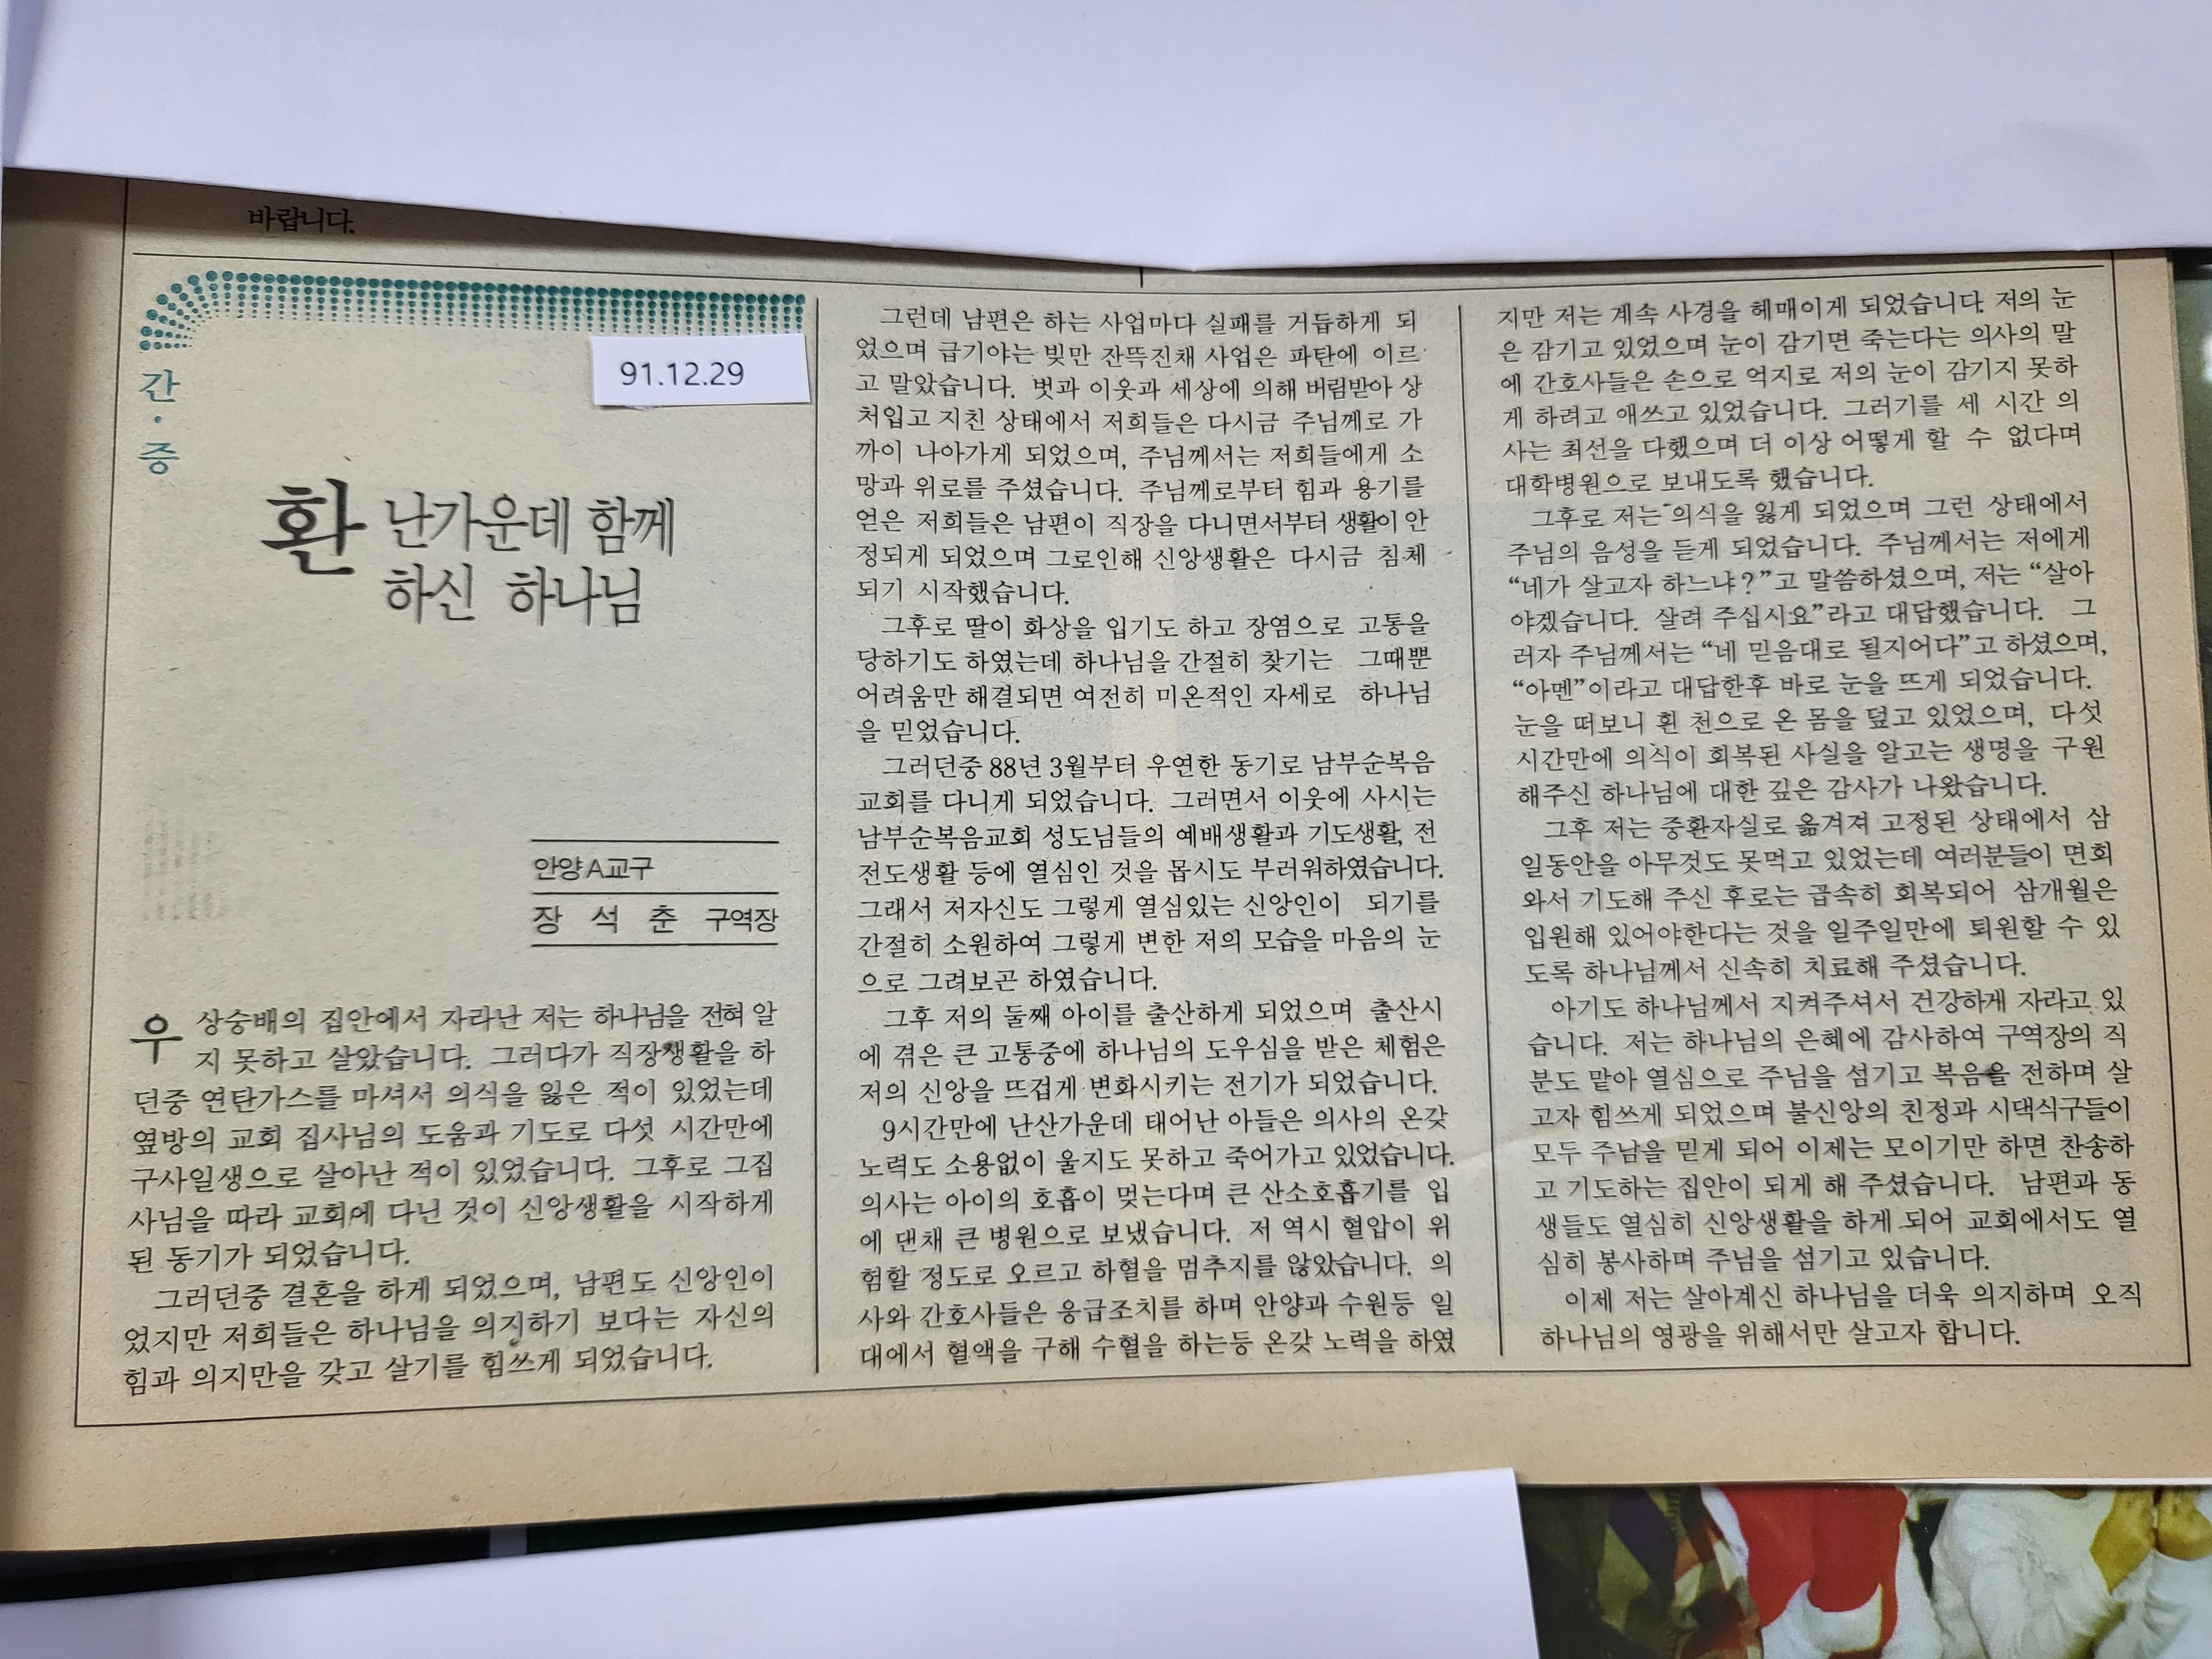 바랍니다.
간·증
91.12.29
환난가운데 함께
하신 하나님
안양A교구
장 석 춘 구역장
우상숭배의 집안에서 자라난 저는 하나님을 전혀 알
지 못하고 살았습니다. 그러다가 직장생활을 하
던중 연탄가스를 마셔서 의식을 잃은 적이 있었는데
옆방의 교회 집사님의 도움과 기도로 다섯 시간만에
구사일생으로 살아난 적이 있었습니다. 그후로 그집
사님을 따라 교회에 다닌 것이 신앙생활을 시작하게
된 동기가 되었습니다.
그러던중 결혼을 하게 되었으며, 남편도 신앙인이
었지만 저희들은 하나님을 의지하기 보다는 자신의
힘과 의지만을 갖고 살기를 힘쓰게 되었습니다.
그런데 남편은 하는 사업마다 실패를 거듭하게 되
었으며 급기야는 빚만 잔뜩진채 사업은 파탄에 이르
고 말았습니다. 벗과 이웃과 세상에 의해 버림받아 상
처입고 지친 상태에서 저희들은 다시금 주님께로 가
까이 나아가게 되었으며, 주님께서는 저희들에게 소
망과 위로를 주셨습니다. 주님께로부터 힘과 용기를
얻은 저희들은 남편이 직장을 다니면서부터 생활이 안
정되게 되었으며 그로인해 신앙생활은 다시금 침체
되기 시작했습니다.
그후로 딸이 화상을 입기도 하고 장염으로 고통을
당하기도 하였는데 하나님을 간절히 찾기는 그때뿐
어려움만 해결되면 여전히 미온적인 자세로 하나님
을 믿었습니다.
그러던중 88년 3월부터 우연한 동기로 남부순복음
교회를 다니게 되었습니다. 그러면서 이웃에 사시는
남부순복음교회 성도님들의 예배생활과 기도생활, 전
전도생활 등에 열심인 것을 몹시도 부러워하였습니다.
그래서 저자신도 그렇게 열심있는 신앙인이 되기를
간절히 소원하여 그렇게 변한 저의 모습을 마음의 눈
으로 그려보곤 하였습니다.
그후 저의 둘째 아이를 출산하게 되었으며 출산시
에 겪은 큰 고통중에 하나님의 도우심을 받은 체험은
저의 신앙을 뜨겁게 변화시키는 전기가 되었습니다.
9시간만에 난산가운데 태어난 아들은 의사의 온갖
노력도 소용없이 울지도 못하고 죽어가고 있었습니다.
의사는 아이의 호흡이 멎는다며 큰 산소호흡기를 입
에 댄채 큰 병원으로 보냈습니다. 저 역시 혈압이 위
험할 정도로 오르고 하혈을 멈추지를 않았습니다. 의
사와 간호사들은 응급조치를 하며 안양과 수원등 일
대에서 혈액을 구해 수혈을 하는등 온갖 노력을 하였
지만 저는 계속 사경을 헤매이게 되었습니다. 저의 눈
은 감기고 있었으며 눈이 감기면 죽는다는 의사의 말
에 간호사들은 손으로 억지로 저의 눈이 감기지 못하
게 하려고 애쓰고 있었습니다. 그러기를 세 시간 의
사는 최선을 다했으며 더 이상 어떻게 할 수 없다며
대학병원으로 보내도록 했습니다.
그후로 저는 의식을 잃게 되었으며 그런 상태에서
주님의 음성을 듣게 되었습니다. 주님께서는 저에게
“네가 살고자 하느냐?”고 말씀하셨으며, 저는 “살아
야겠습니다. 살려 주십시요”라고 대답했습니다. 그
러자 주님께서는 “네 믿음대로 될지어다”고 하셨으며,
“아멘”이라고 대답한후 바로 눈을 뜨게 되었습니다.
눈을 떠보니 흰 천으로 온 몸을 덮고 있었으며, 다섯
시간만에 의식이 회복된 사실을 알고는 생명을 구원
해주신 하나님에 대한 깊은 감사가 나왔습니다.
그후 저는 중환자실로 옮겨져 고정된 상태에서 삼
일동안을 아무것도 못먹고 있었는데 여러분들이 면회
와서 기도해 주신 후로는 급속히 회복되어 삼개월은
입원해 있어야한다는 것을 일주일만에 퇴원할 수 있
도록 하나님께서 신속히 치료해 주셨습니다.
아기도 하나님께서 지켜주셔서 건강하게 자라고 있
습니다. 저는 하나님의 은혜에 감사하여 구역장의 직
분도 맡아 열심으로 주님을 섬기고 복음을 전하며 살
고자 힘쓰게 되었으며 불신앙의 친정과 시댁식구들이
모두 주님을 믿게 되어 이제는 모이기만 하면 찬송하
고 기도하는 집안이 되게 해 주셨습니다. 남편과 동
생들도 열심히 신앙생활을 하게 되어 교회에서도 열
심히 봉사하며 주님을 섬기고 있습니다.
이제 저는 살아계신 하나님을 더욱 의지하며 오직
하나님의 영광을 위해서만 살고자 합니다.